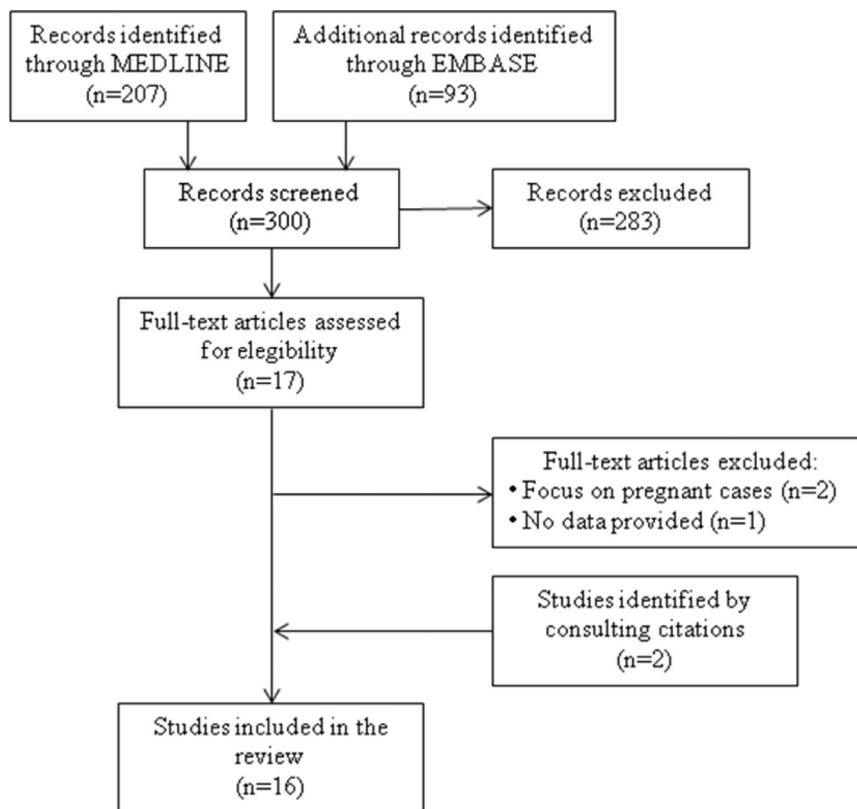 Records identified
through MEDLINE
(n=207)
Additional records identified
through EMBASE
(n=93)
Records screened
(n=300)
Records excluded
(n=283)
Full-text articles assessed
for elegibility
(n=17)
Full-text articles excluded:
• Focus on pregnant cases (n=2)
• No data provided (n=1)
Studies identified by
consulting citations
(n=2)
Studies included in the
review
(n=16)